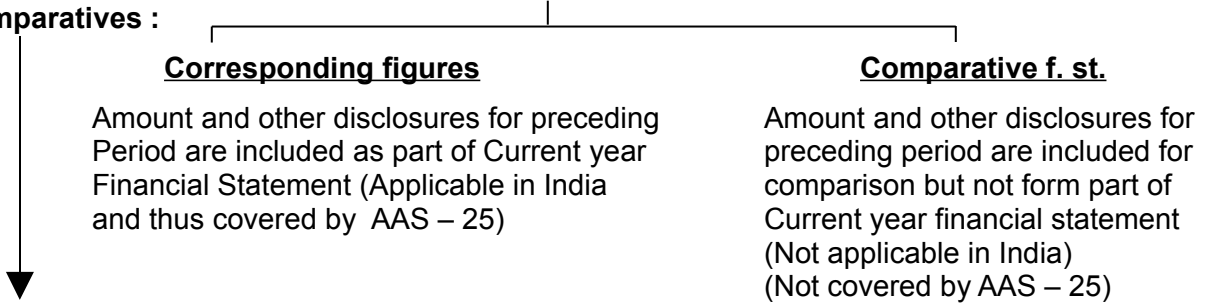 mparatives :
Corresponding figures
Amount and other disclosures for preceding
Period are included as part of Current year
Financial Statement (Applicable in India
and thus covered by AAS – 25)
Comparative f. st.
Amount and other disclosures for
preceding period are included for
comparison but not form part of
Current year financial statement
(Not applicable in India)
(Not covered by AAS – 25)